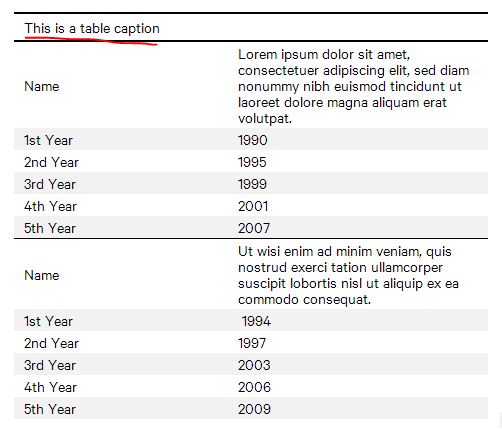 This is a table caption
Lorem ipsum dolor sit amet,
consectetuer adipiscing elit, sed diam
Name nonummy nibh euismod tincidunt ut
laoreet dolore magna aliquam erat
volutpat.
1st Year 1990
2nd Year 1995
3rd Year 1999
4th Year 2001
5th Year 2007
Ut wisi enim ad minim veniam, quis
Name nostrud exerci tation ullamcorper
suscipit lobortis nisl ut aliquip ex ea
commodo consequat.
1st Year 1994
2nd Year 1997
3rd Year 2003
4th Year 2006
5th Year 2009